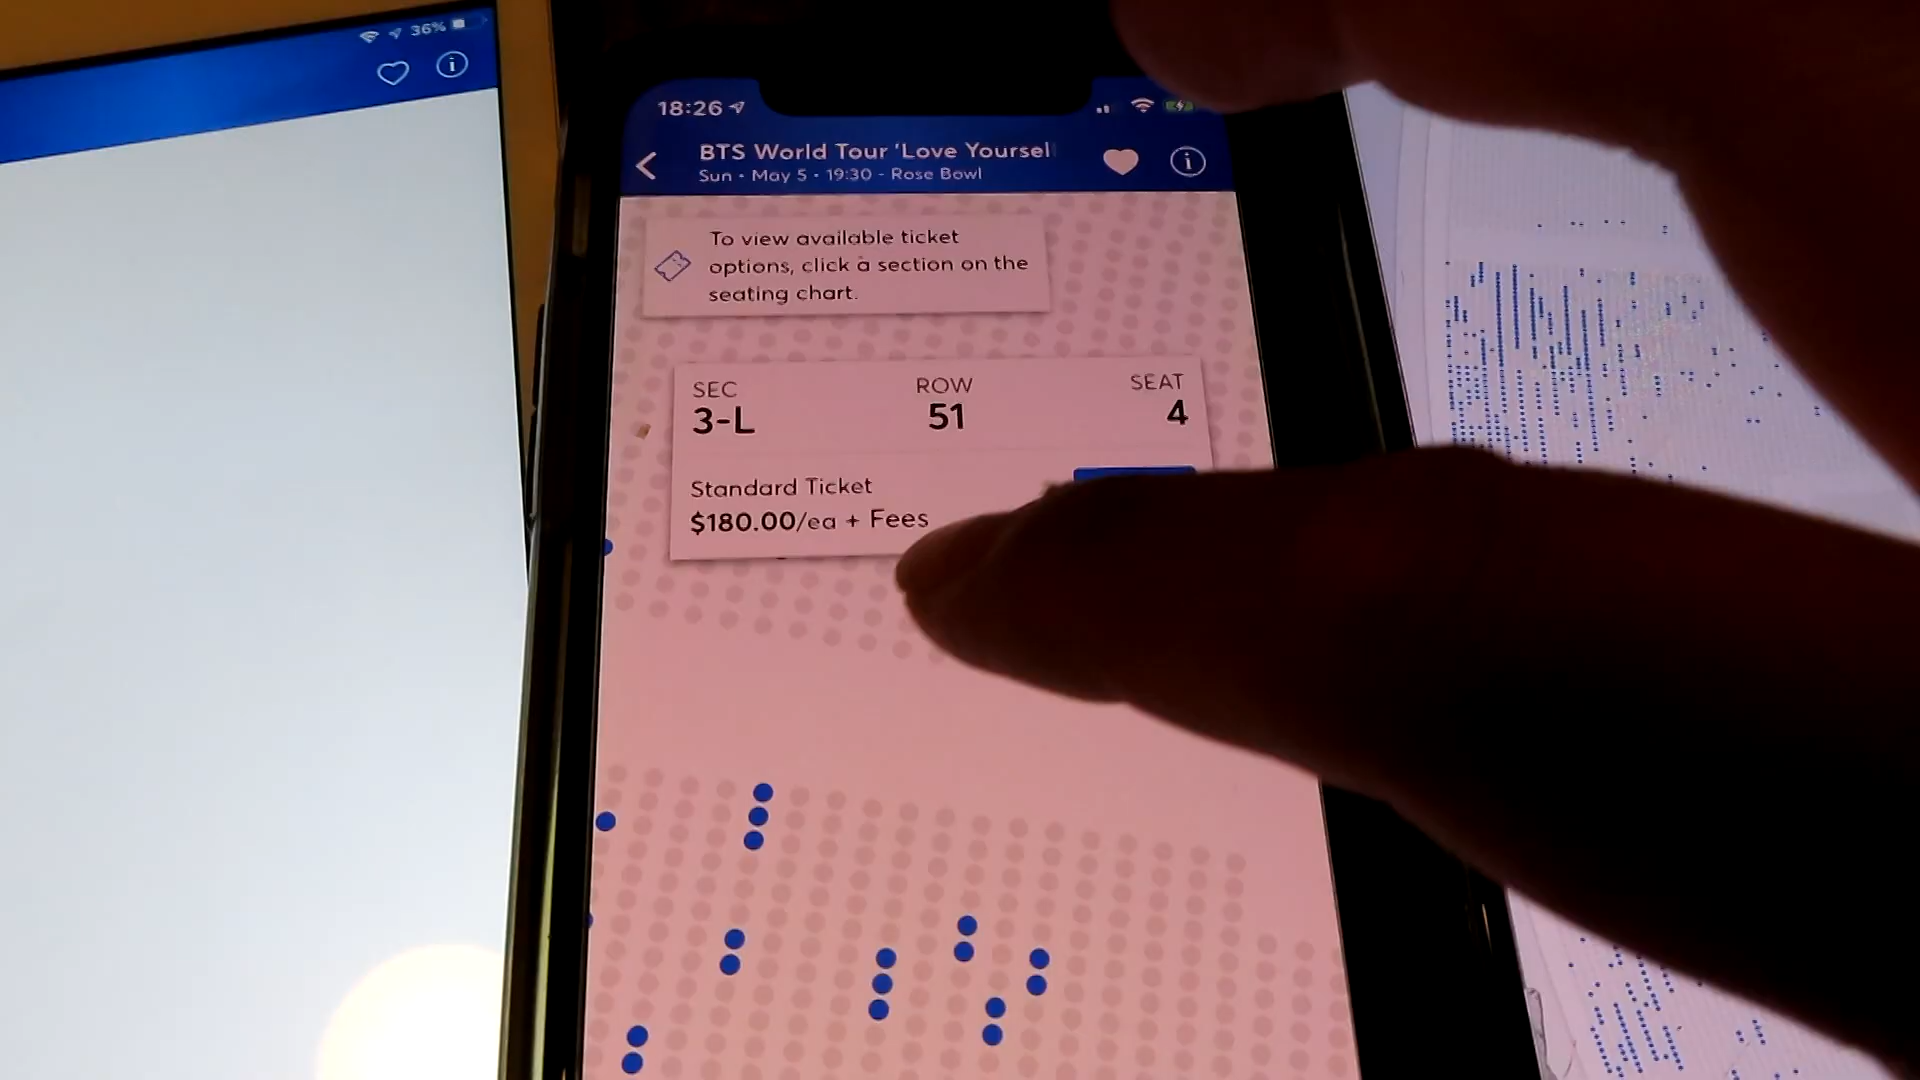 36%
18:26
BTS World Tour 'Love Yoursel
Sun • May 5 • 19:30 - Rose Bowl
To view available ticket
options, click a section on the
seating chart.
SEC ROW SEAT
3-L 51 4
Standard Ticket
$180.00/ea + Fees